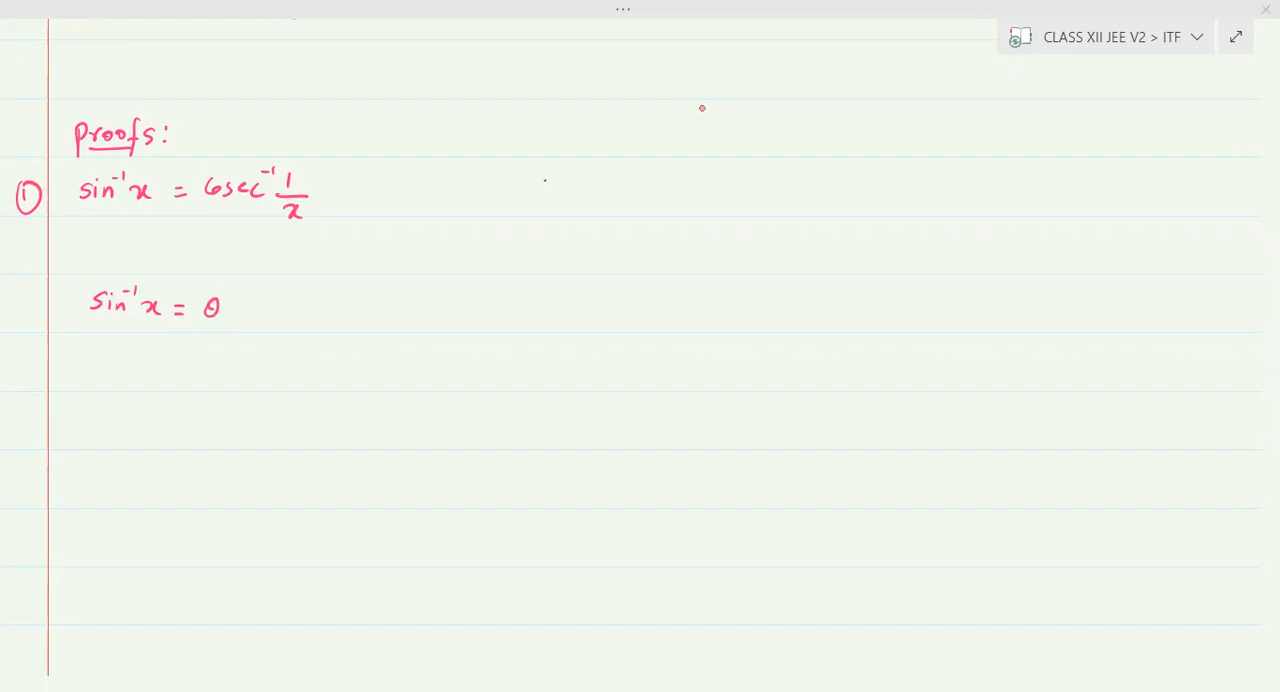 ...
CLASS XII JEE V2 > ITF
Proofs:
① sin⁻¹x = cosec⁻¹ 1/x
sin⁻¹x = θ